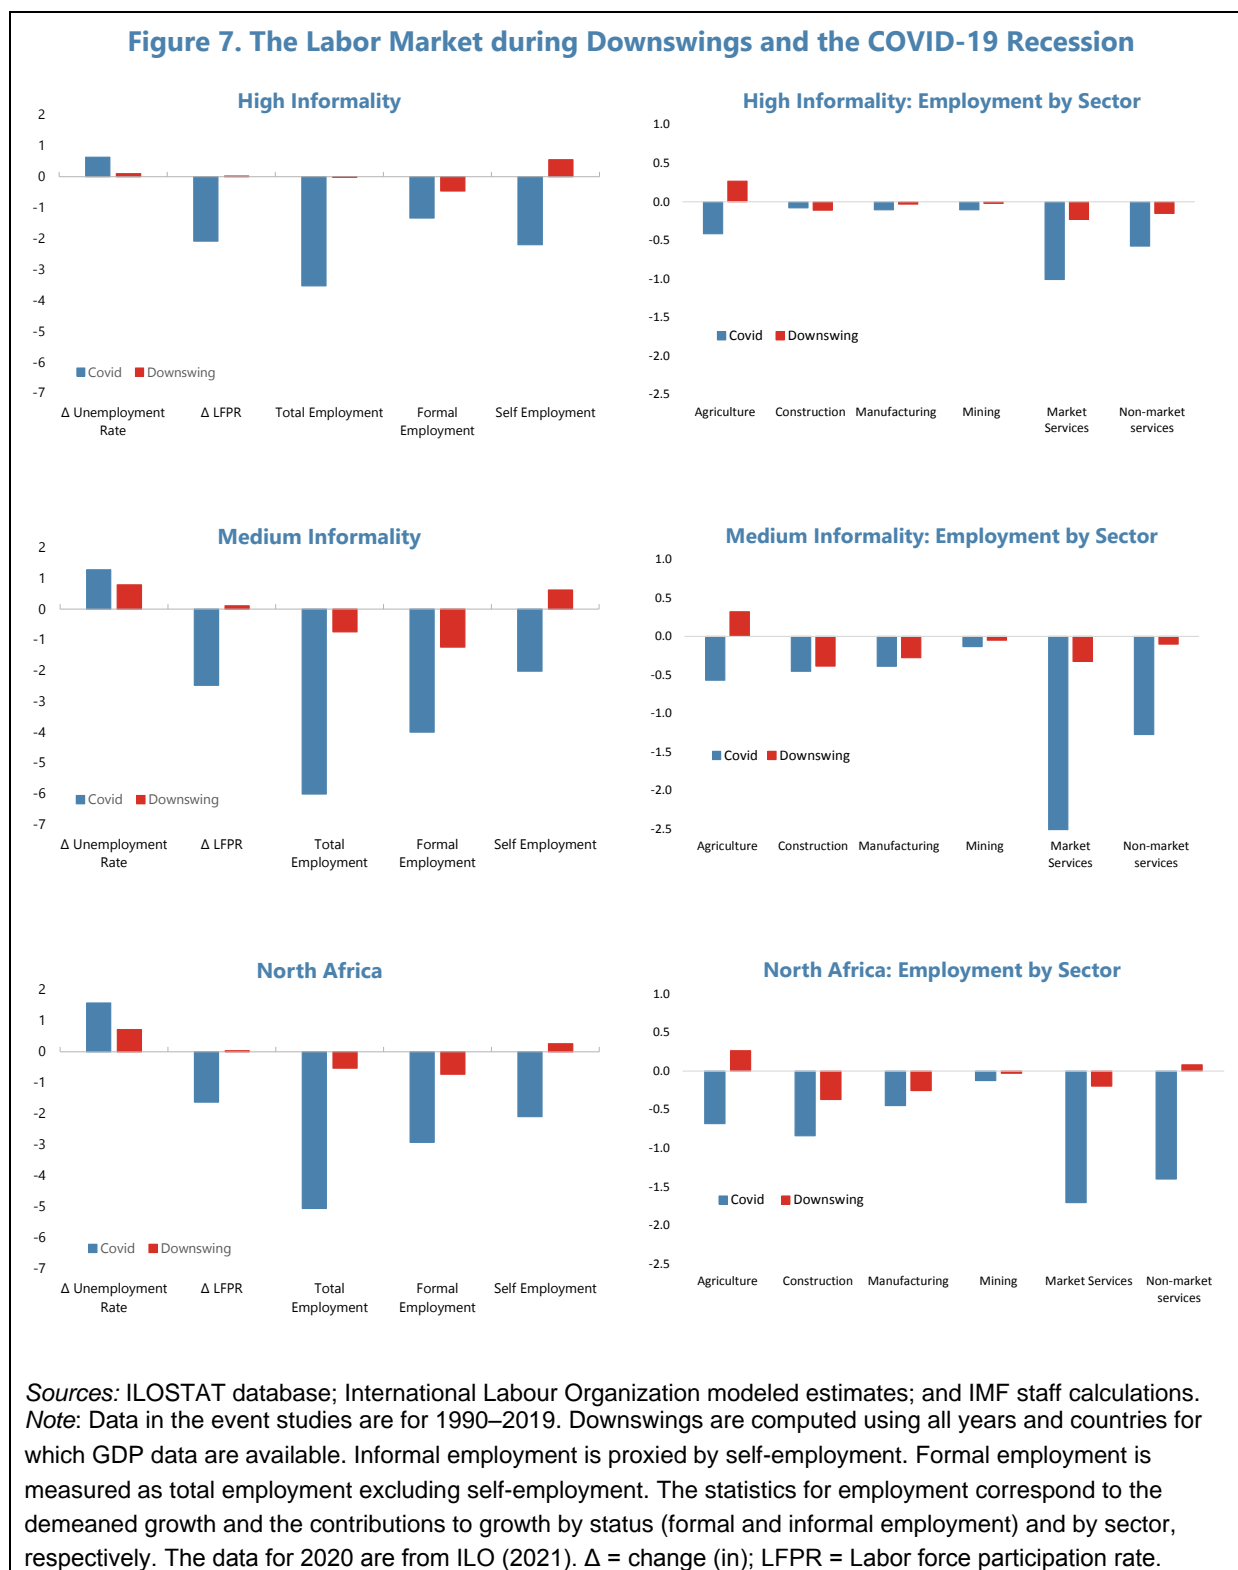 Figure 7. The Labor Market during Downswings and the COVID-19 Recession
High Informality
2
1
0
-1
-2
-3
-4
-5
-6
-7
Covid Downswing
Δ Unemployment Rate
Δ LFPR
Total Employment
Formal Employment
Self Employment
High Informality: Employment by Sector
1.0
0.5
0.0
-0.5
-1.0
-1.5
-2.0
-2.5
Covid Downswing
Agriculture
Construction
Manufacturing
Mining
Market Services
Non-market services
Medium Informality
2
1
0
-1
-2
-3
-4
-5
-6
-7
Covid Downswing
Δ Unemployment Rate
Δ LFPR
Total Employment
Formal Employment
Self Employment
Medium Informality: Employment by Sector
1.0
0.5
0.0
-0.5
-1.0
-1.5
-2.0
-2.5
Covid Downswing
Agriculture
Construction
Manufacturing
Mining
Market Services
Non-market services
North Africa
2
1
0
-1
-2
-3
-4
-5
-6
-7
Covid Downswing
Δ Unemployment Rate
Δ LFPR
Total Employment
Formal Employment
Self Employment
North Africa: Employment by Sector
1.0
0.5
0.0
-0.5
-1.0
-1.5
-2.0
-2.5
Covid Downswing
Agriculture
Construction
Manufacturing
Mining
Market Services
Non-market services
Sources: ILOSTAT database; International Labour Organization modeled estimates; and IMF staff calculations.
Note: Data in the event studies are for 1990–2019. Downswings are computed using all years and countries for
which GDP data are available. Informal employment is proxied by self-employment. Formal employment is
measured as total employment excluding self-employment. The statistics for employment correspond to the
demeaned growth and the contributions to growth by status (formal and informal employment) and by sector,
respectively. The data for 2020 are from ILO (2021). Δ = change (in); LFPR = Labor force participation rate.